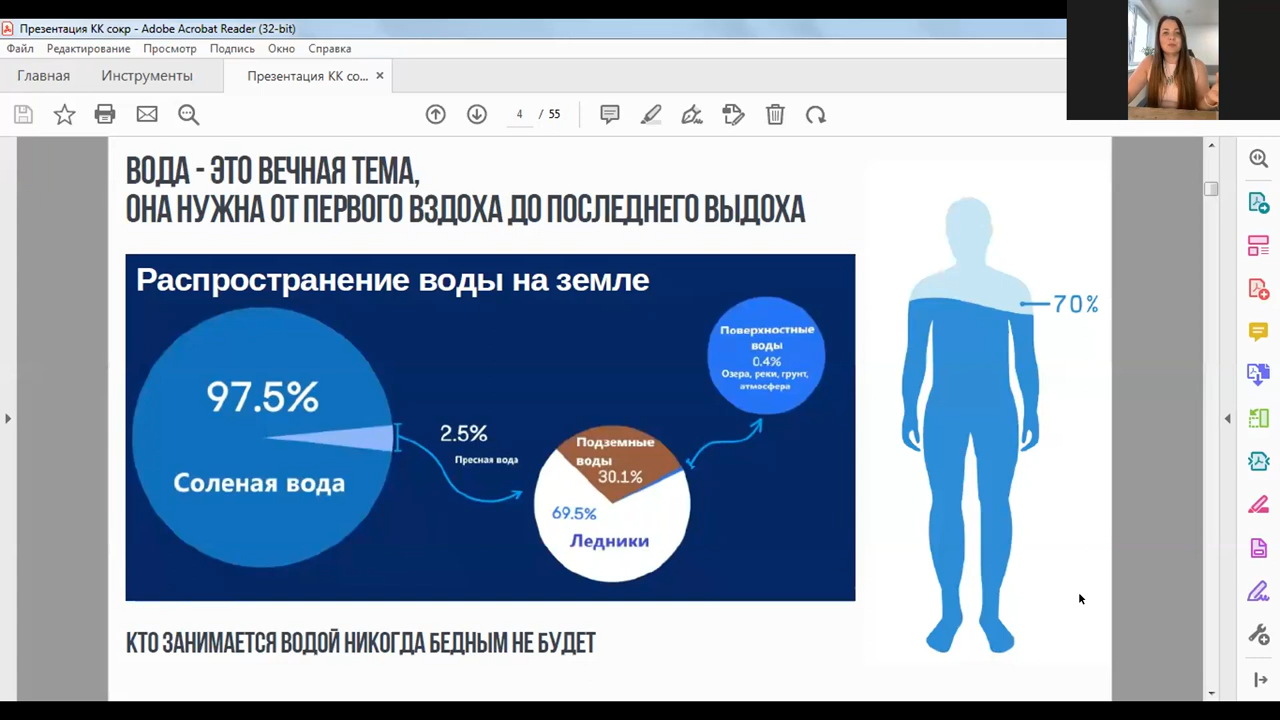 Презентация КК сокр - Adobe Acrobat Reader (32-bit)
Файл Редактирование Просмотр Подпись Окно Справка
Главная Инструменты Презентация КК со... ×
4 / 55
ВОДА - ЭТО ВЕЧНАЯ ТЕМА,
ОНА НУЖНА ОТ ПЕРВОГО ВЗДОХА ДО ПОСЛЕДНЕГО ВЫДОХА
Распространение воды на земле
97.5%
Соленая вода
2.5%
Пресная вода
Подземные
воды
30.1%
69.5%
Ледники
Поверхностные
воды
0.4%
Озера, реки, грунт,
атмосфера
70%
КТО ЗАНИМАЕТСЯ ВОДОЙ НИКОГДА БЕДНЫМ НЕ БУДЕТ